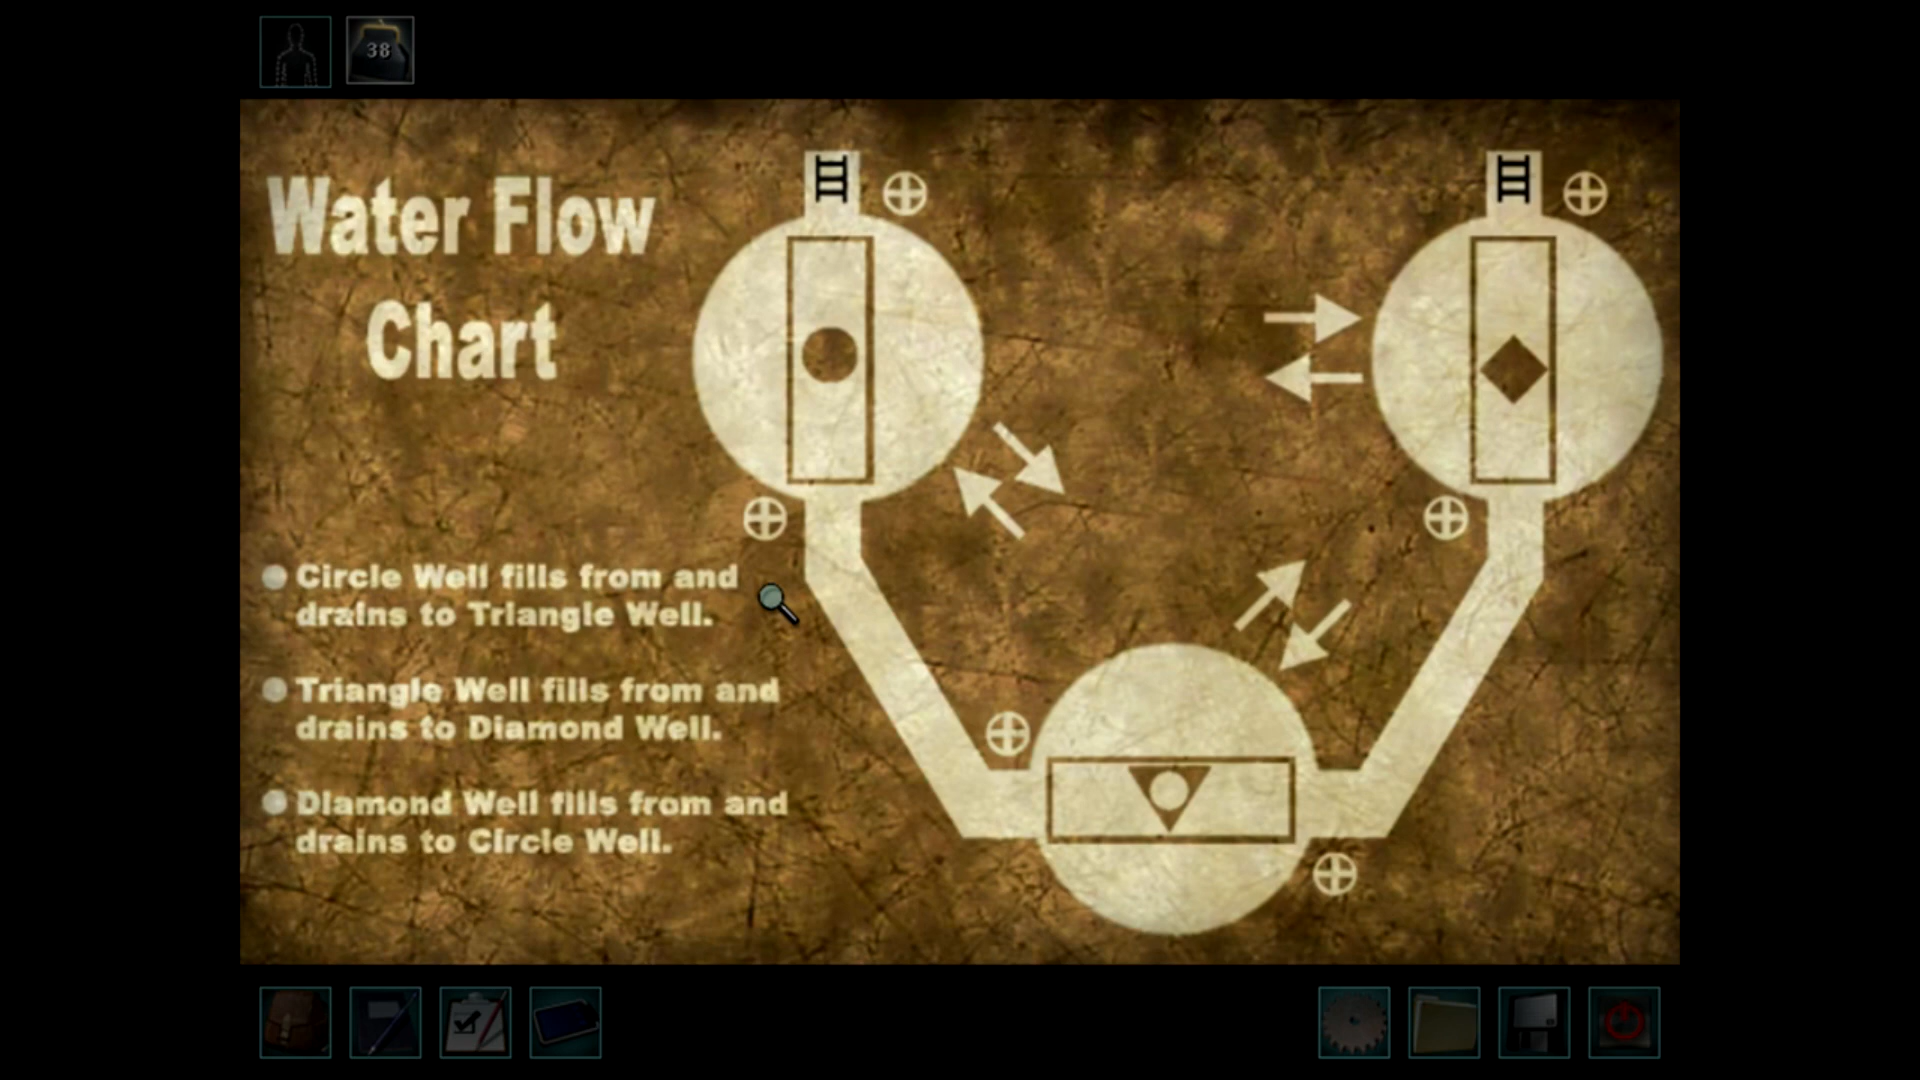 38
Water Flow
Chart
Circle Well fills from and
drains to Triangle Well.
Triangle Well fills from and
drains to Diamond Well.
Diamond Well fills from and
drains to Circle Well.